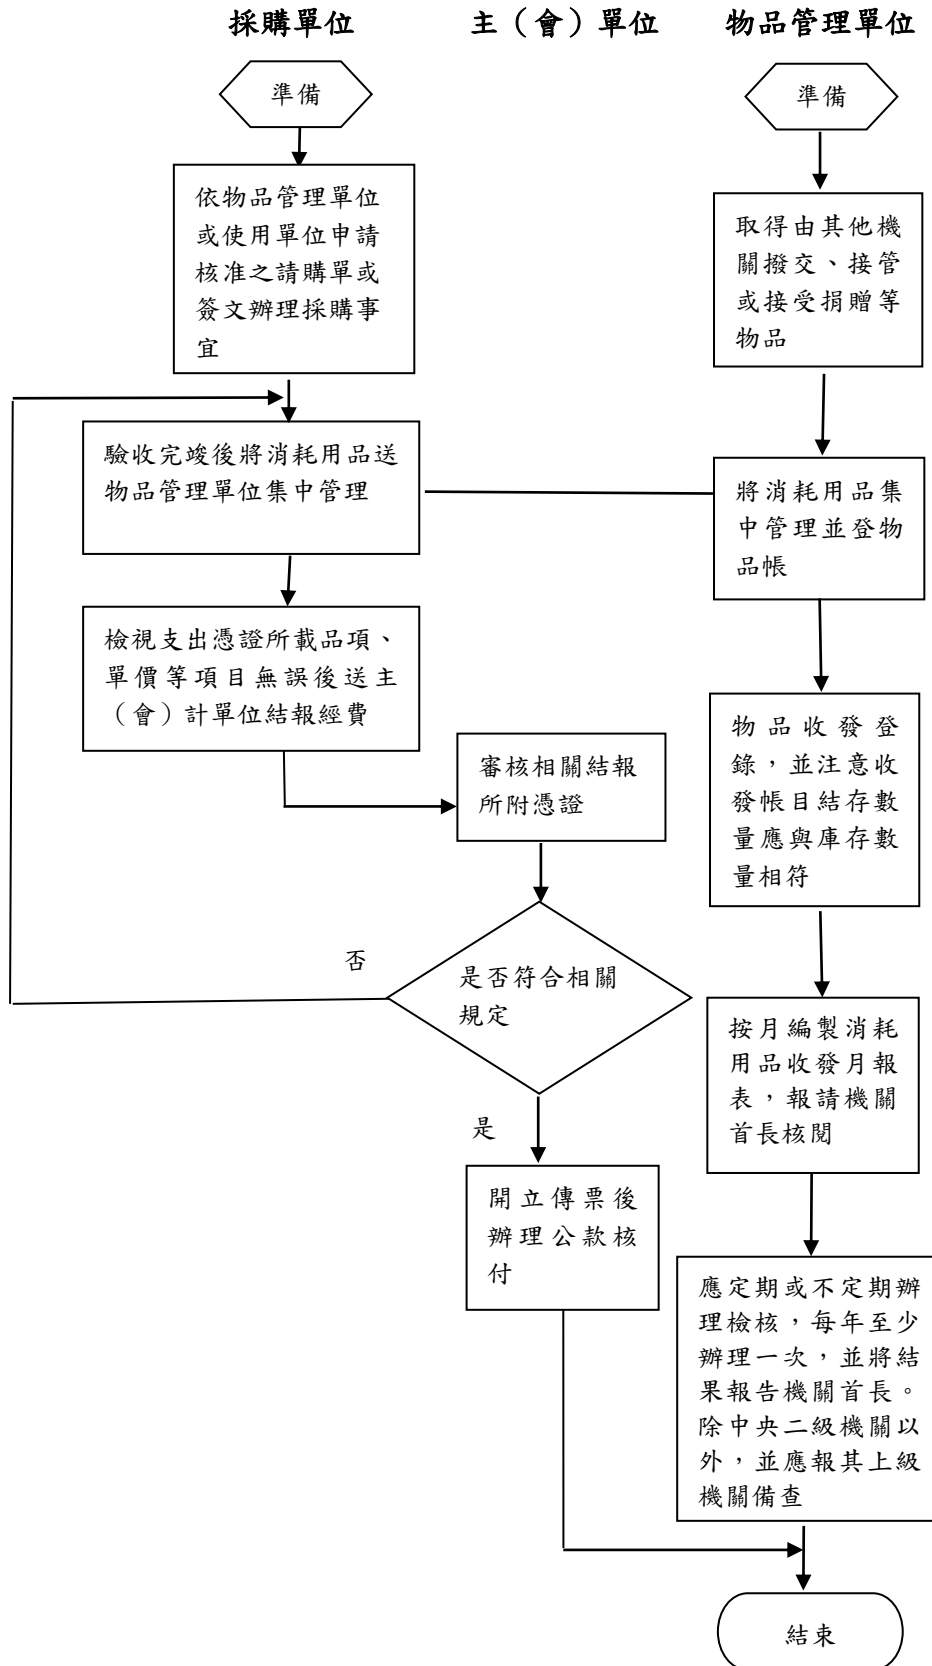 採購單位
主（會）單位
物品管理單位
準備
準備
依物品管理單位
或使用單位申請
核准之請購單或
簽文辦理採購事
宜
取得由其他機
關撥交、接管
或接受捐贈等
物品
驗收完竣後將消耗用品送
物品管理單位集中管理
將消耗用品集
中管理並登物
品帳
檢視支出憑證所載品項、
單價等項目無誤後送主
（會）計單位結報經費
審核相關結報
所附憑證
物品收發登
錄，並注意收
發帳目結存數
量應與庫存數
量相符
否
是否符合相關
規定
按月編製消耗
用品收發月報
表，報請機關
首長核閱
是
開立傳票後
辦理公款核
付
應定期或不定期辦
理檢核，每年至少
辦理一次，並將結
果報告機關首長。
除中央二級機關以
外，並應報其上級
機關備查
結束